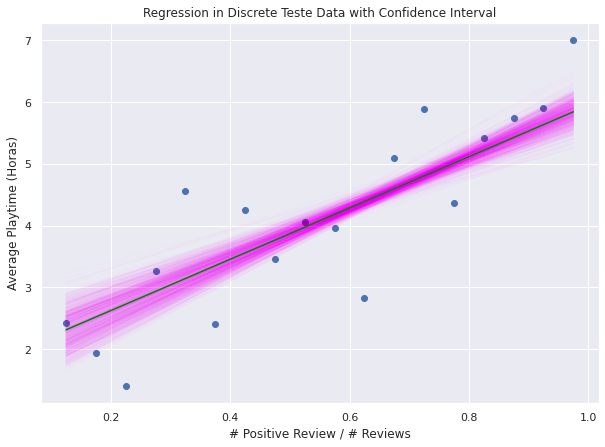 Regression in Discrete Teste Data with Confidence Interval
Average Playtime (Horas)
7
6
5
4
3
2
0.2 0.4 0.6 0.8 1.0
# Positive Review / # Reviews